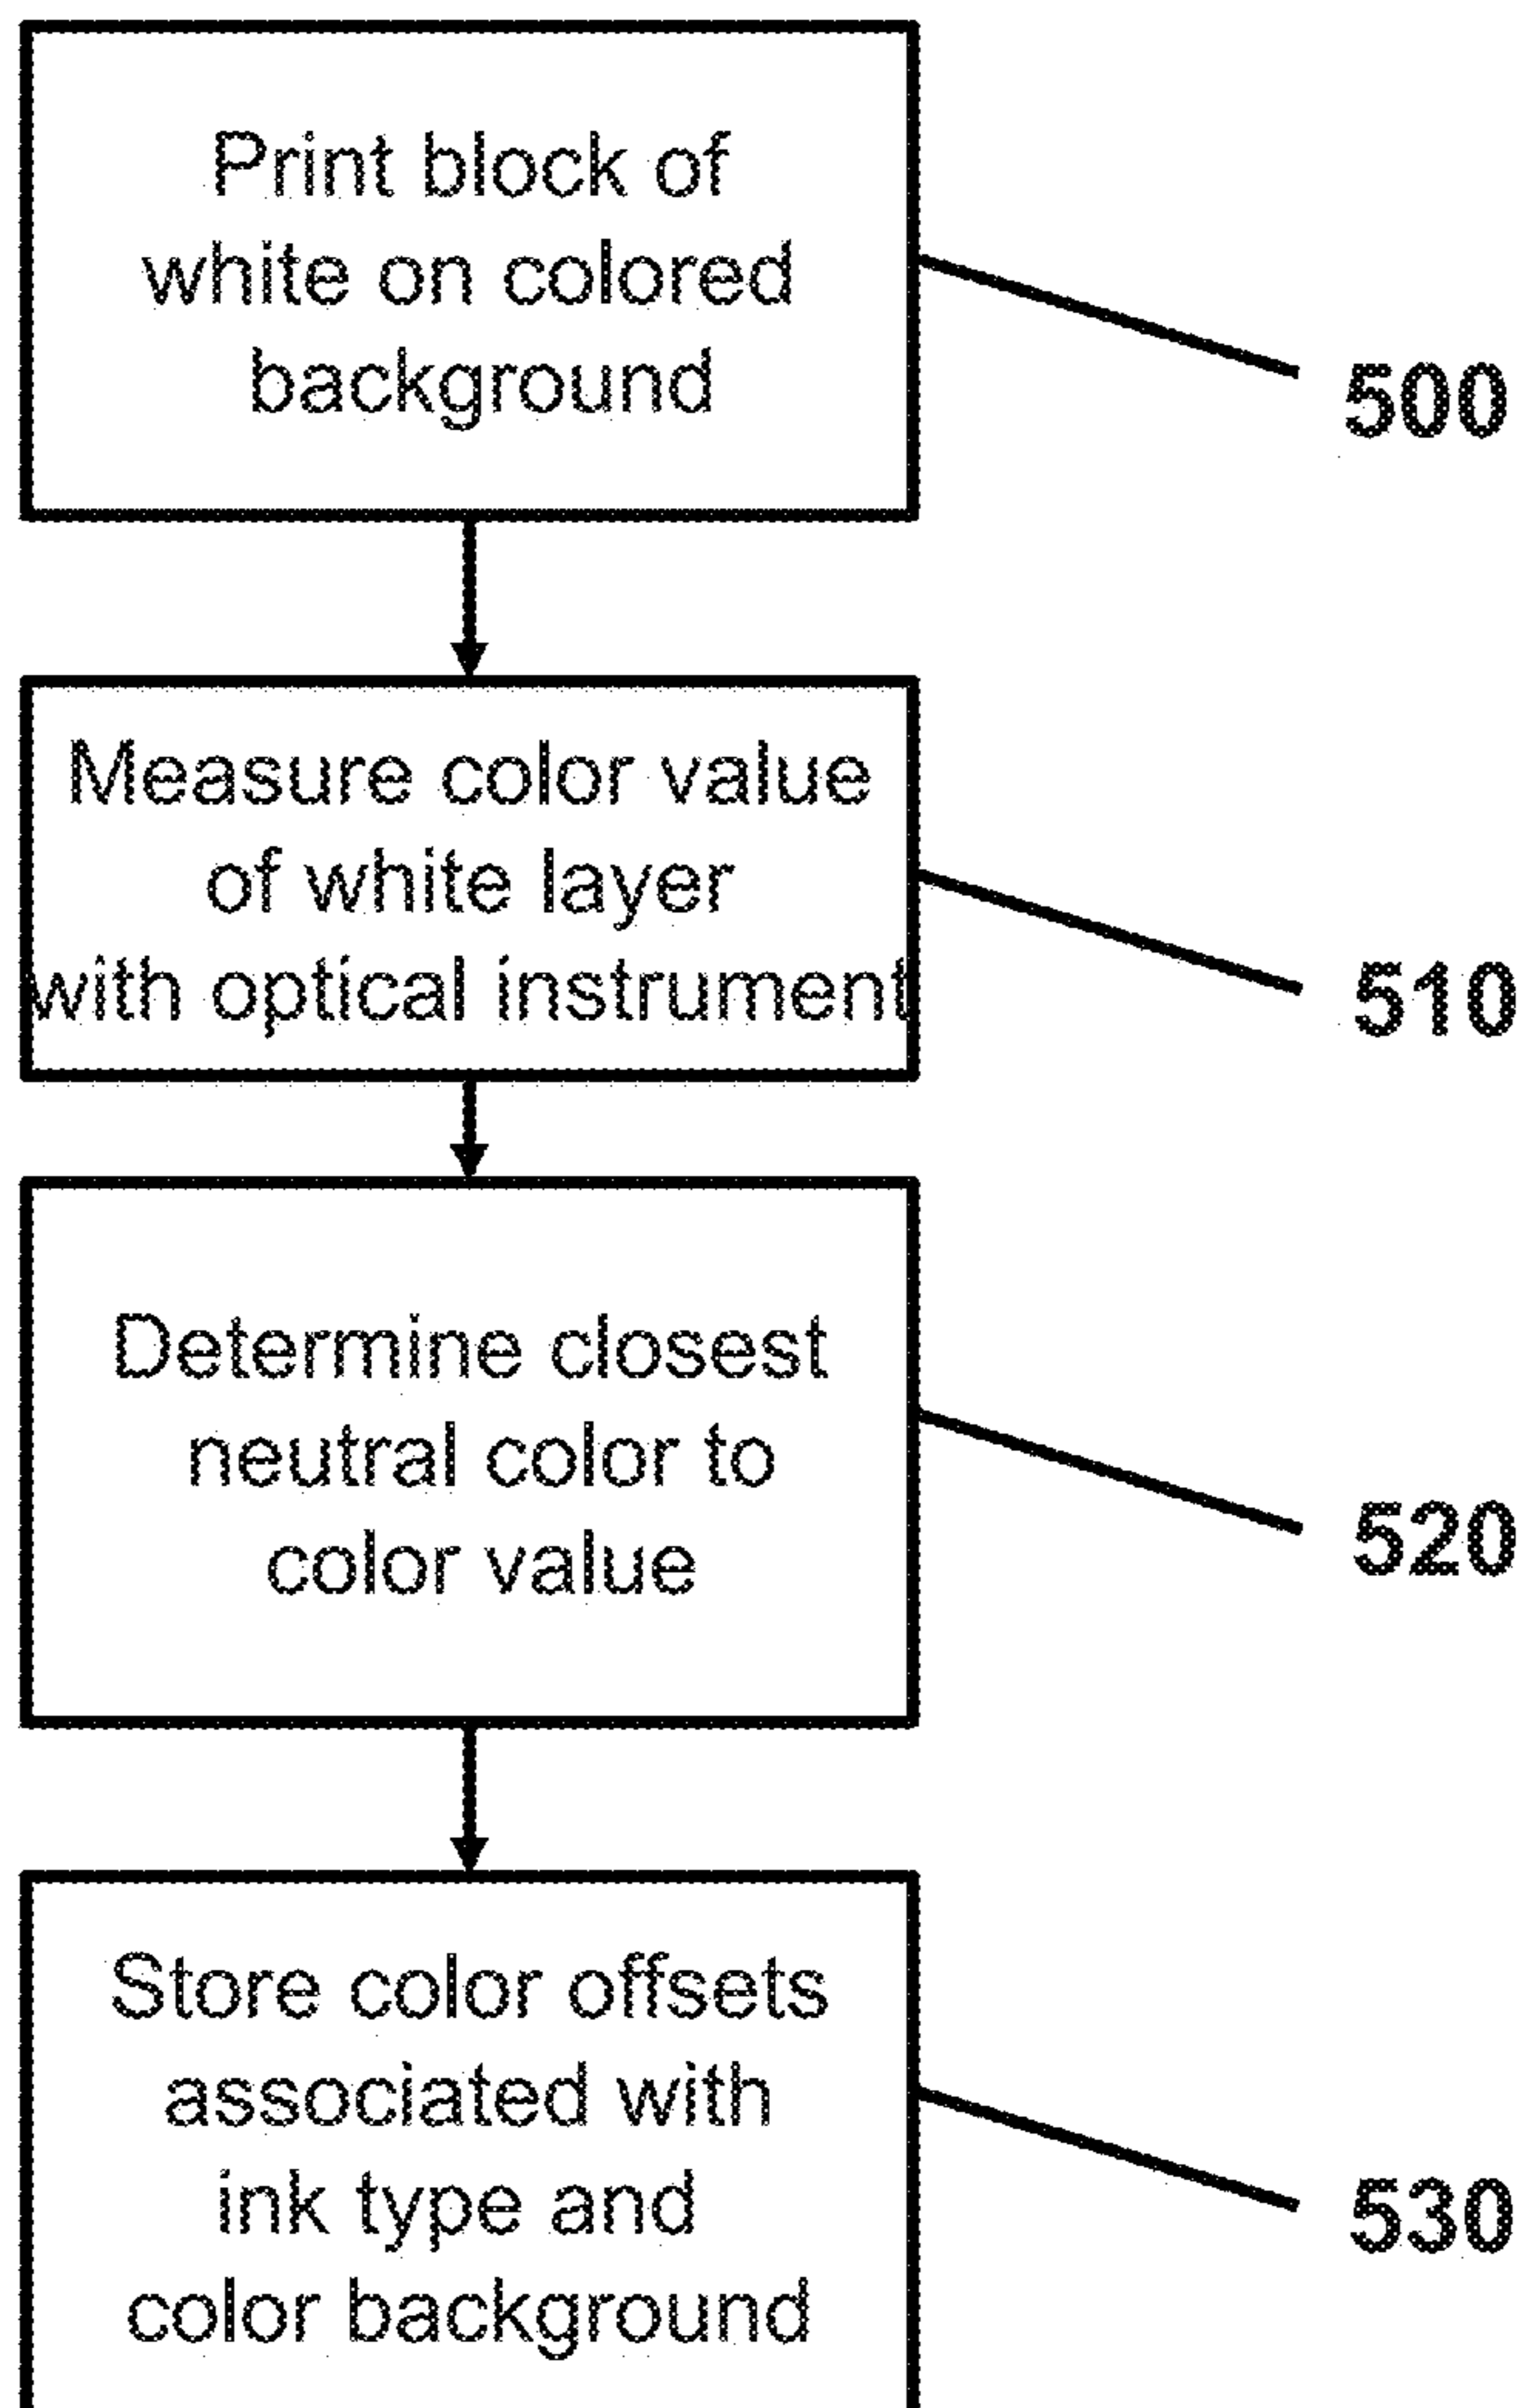 Print block of
white on colored
background
500
Measure color value
of white layer
with optical instrument
510
Determine closest
neutral color to
color value
520
Store color offsets
associated with
ink type and
color background
530